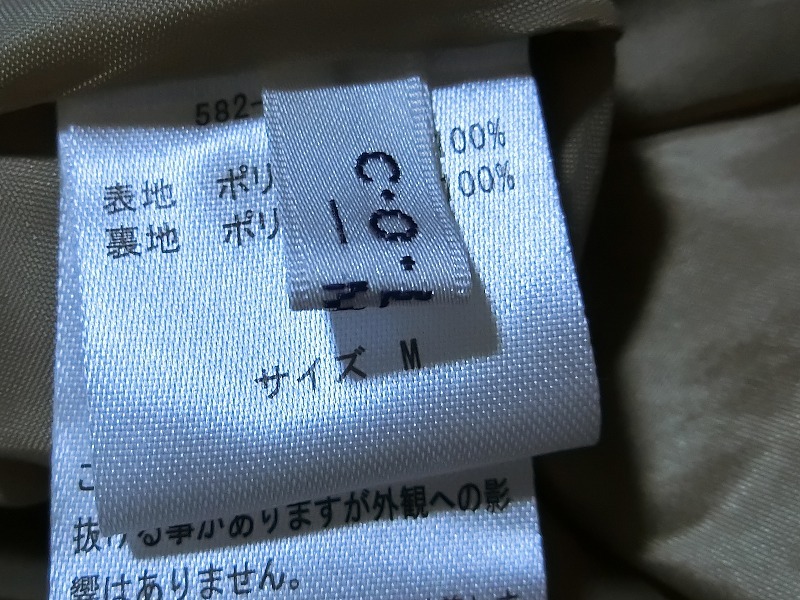 582-
表地 ポリ 100%
裏地 ポリ 100%
C.O.
サイズ M
こ
抜ける事がありますが外観への影
響はありません。